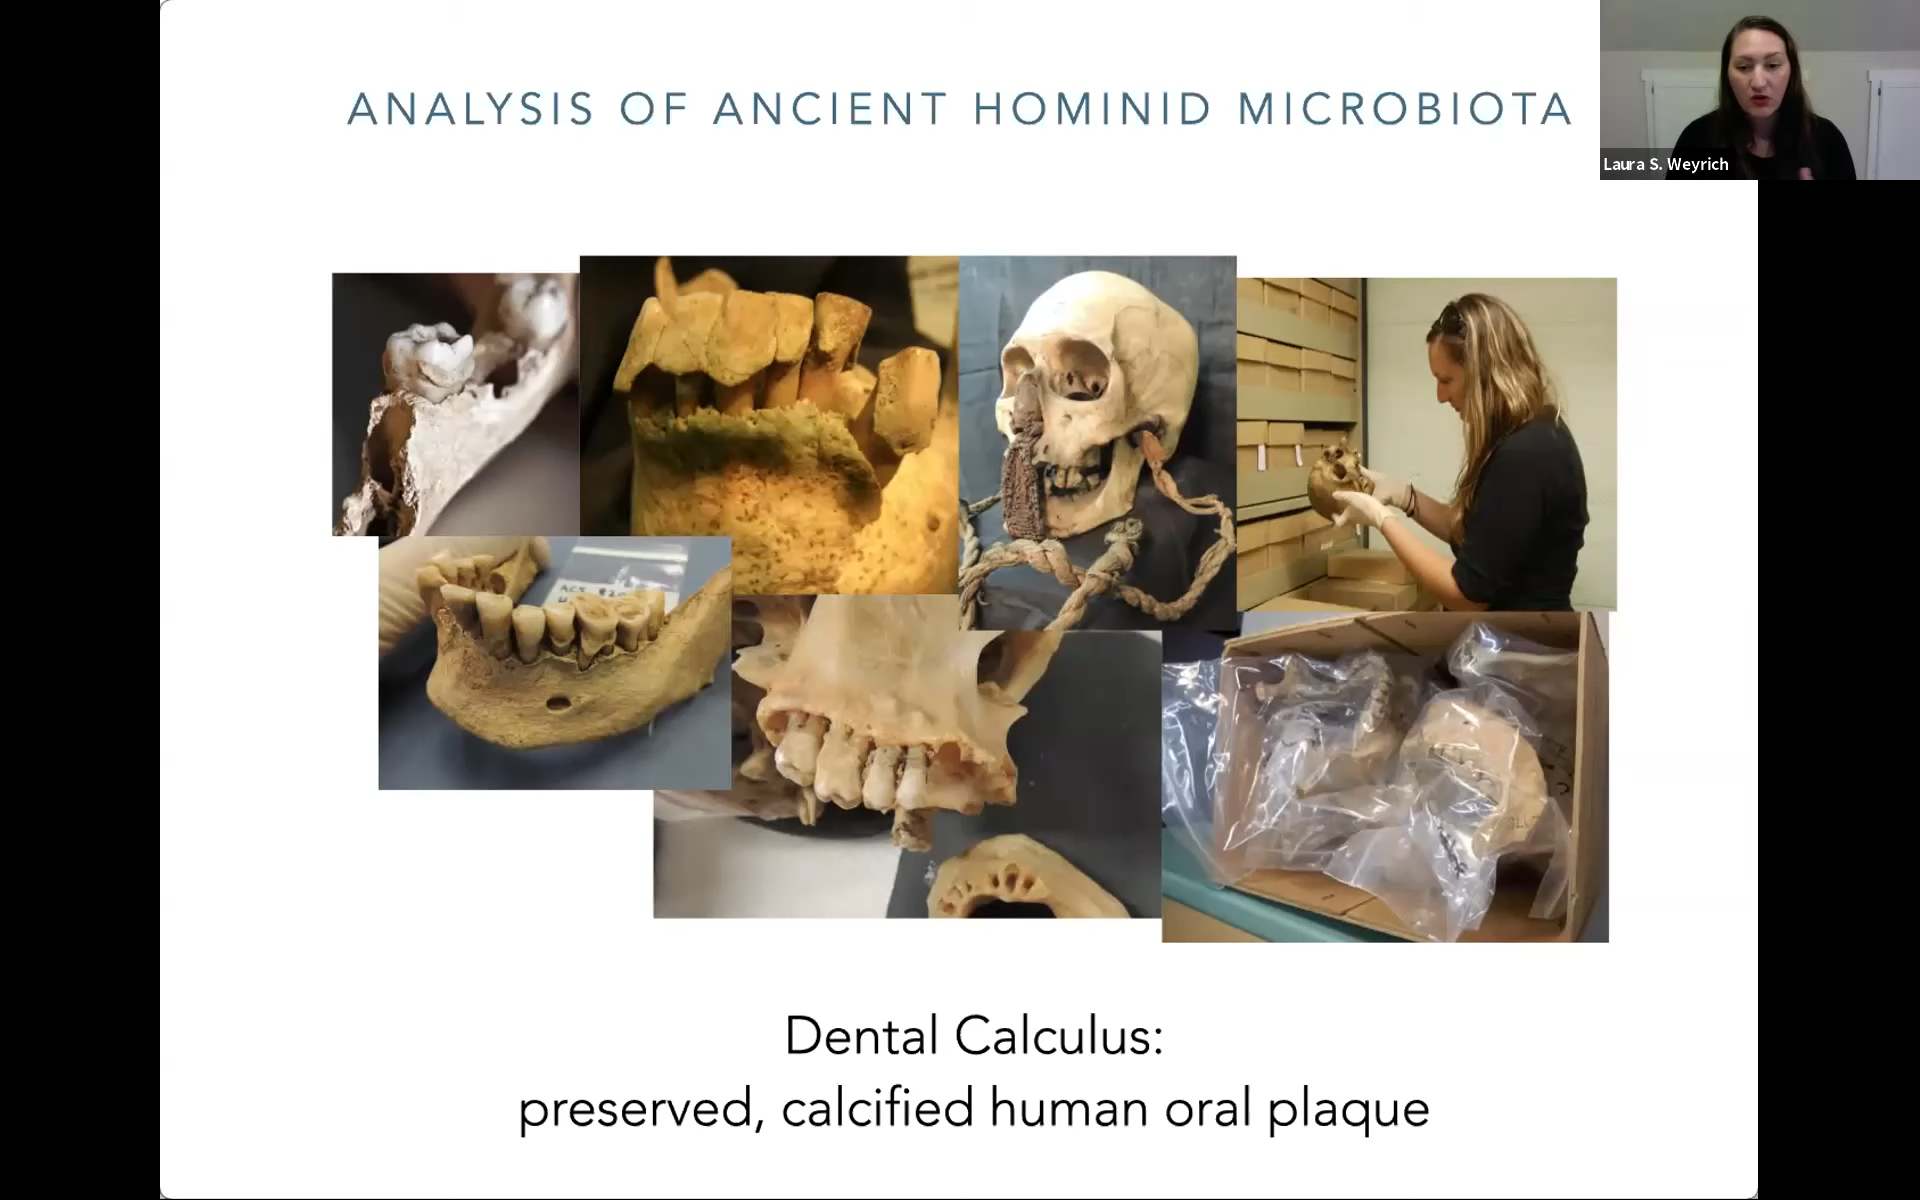 ANALYSIS OF ANCIENT HOMINID MICROBIOTA
Laura S. Weyrich
Dental Calculus:
preserved, calcified human oral plaque